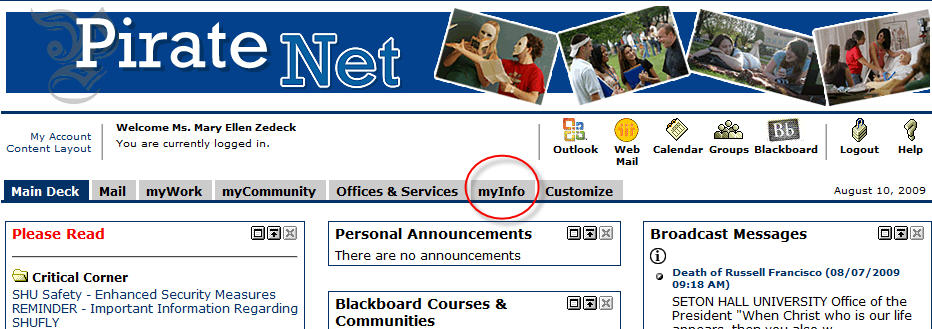 Pirate Net
My Account
Content Layout
Welcome Ms. Mary Ellen Zedeck
You are currently logged in.
Outlook
Web
Mail
Calendar
Groups
Bb
Blackboard
Logout
Help
Main Deck
Mail
myWork
myCommunity
Offices & Services
myInfo
Customize
August 10, 2009
Please Read
Critical Corner
SHU Safety - Enhanced Security Measures
REMINDER - Important Information Regarding
SHUFLY
Personal Announcements
There are no announcements
Blackboard Courses &
Communities
Broadcast Messages
Death of Russell Francisco (08/07/2009
09:18 AM)
SETON HALL UNIVERSITY Office of the
President "When Christ who is our life
appears, then you also w